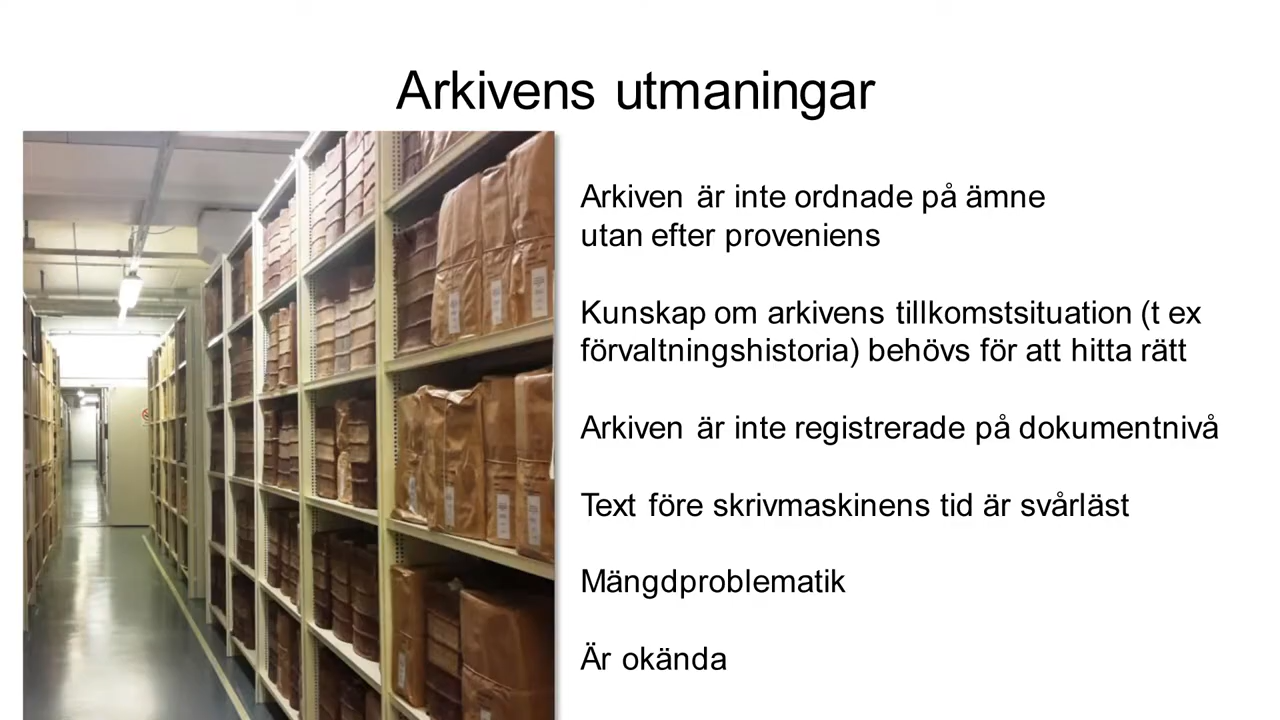 Arkivens utmaningar
Arkiven är inte ordnade på ämne
utan efter proveniens
Kunskap om arkivens tillkomstsituation (t ex
förvaltningshistoria) behövs för att hitta rätt
Arkiven är inte registrerade på dokumentnivå
Text före skrivmaskinens tid är svårläst
Mängdproblematik
Är okända